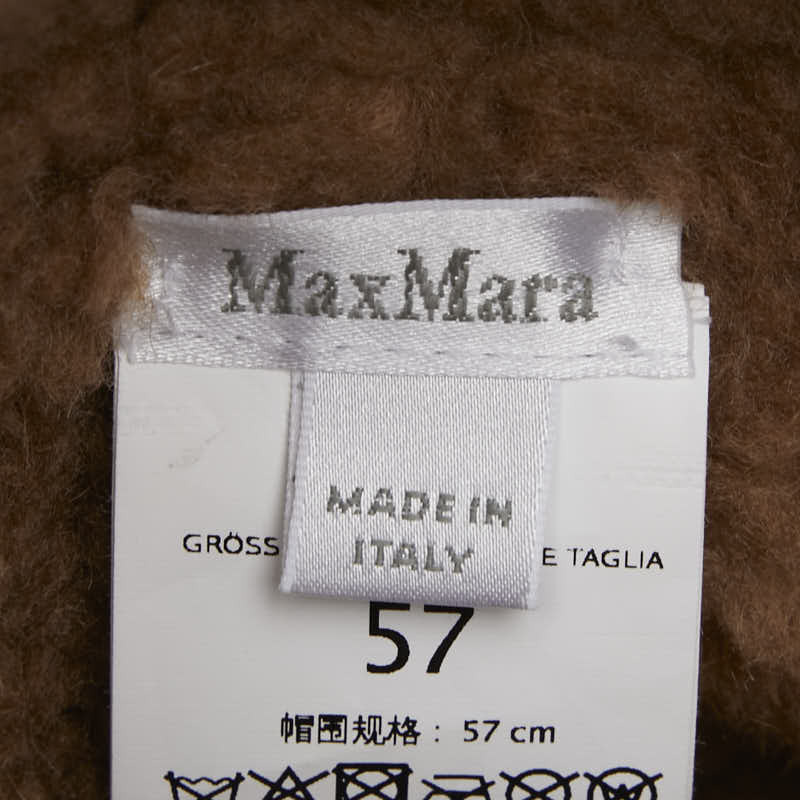 MaxMara
MADE IN
ITALY
GRÖSS E TAGLIA
57
帽围规格： 57 cm